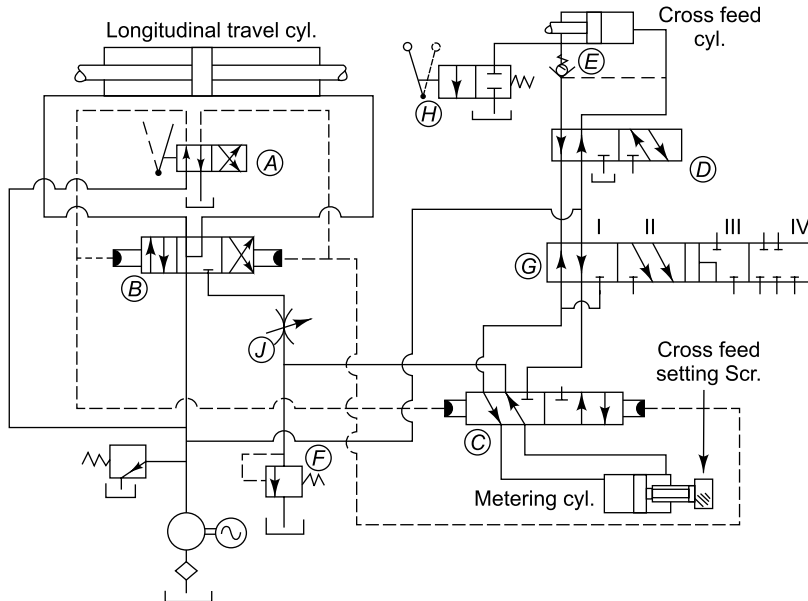 Longitudinal travel cyl.
Cross feed
cyl.
E
H
A
D
I
II
III
IV
G
B
J
Cross feed
setting Scr.
C
F
Metering cyl.